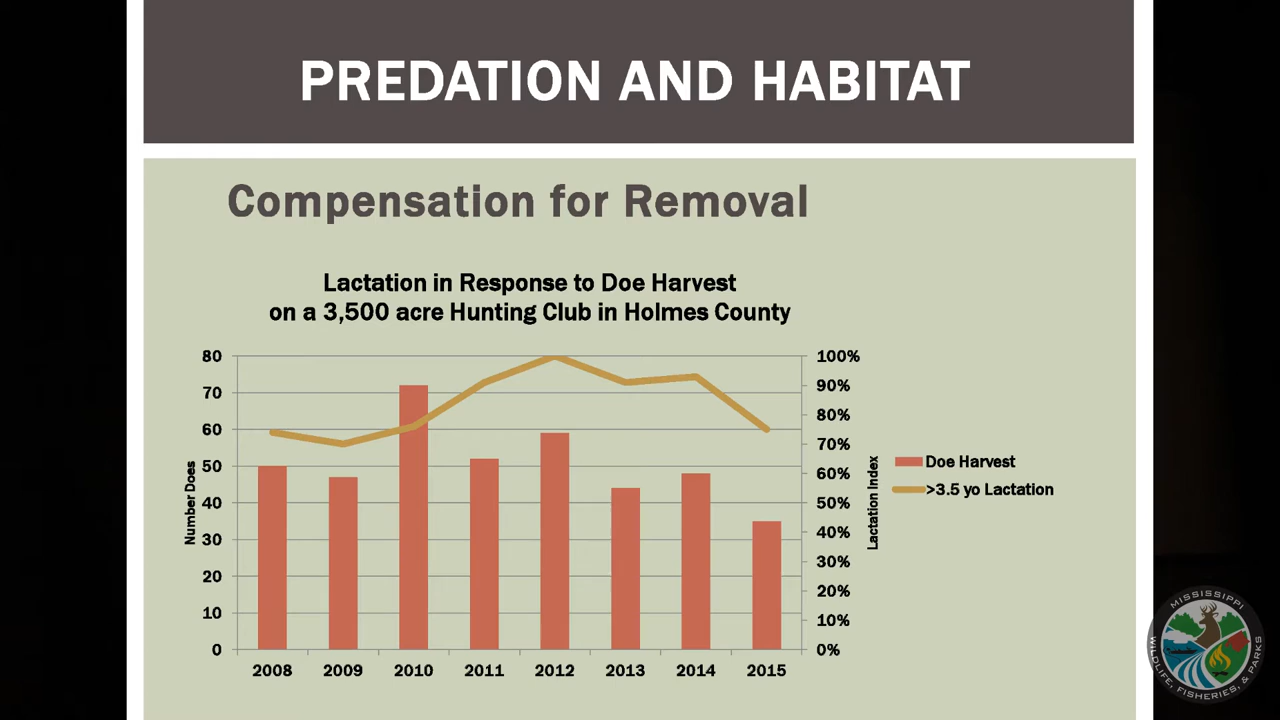 PREDATION AND HABITAT
Compensation for Removal
Lactation in Response to Doe Harvest
on a 3,500 acre Hunting Club in Holmes County
80
70
60
50
40
30
20
10
0
Number Does
100%
90%
80%
70%
60%
50%
40%
30%
20%
10%
0%
Lactation Index
Doe Harvest
>3.5 yo Lactation
2008 2009 2010 2011 2012 2013 2014 2015
MISSISSIPPI
WILDLIFE, FISHERIES, & PARKS